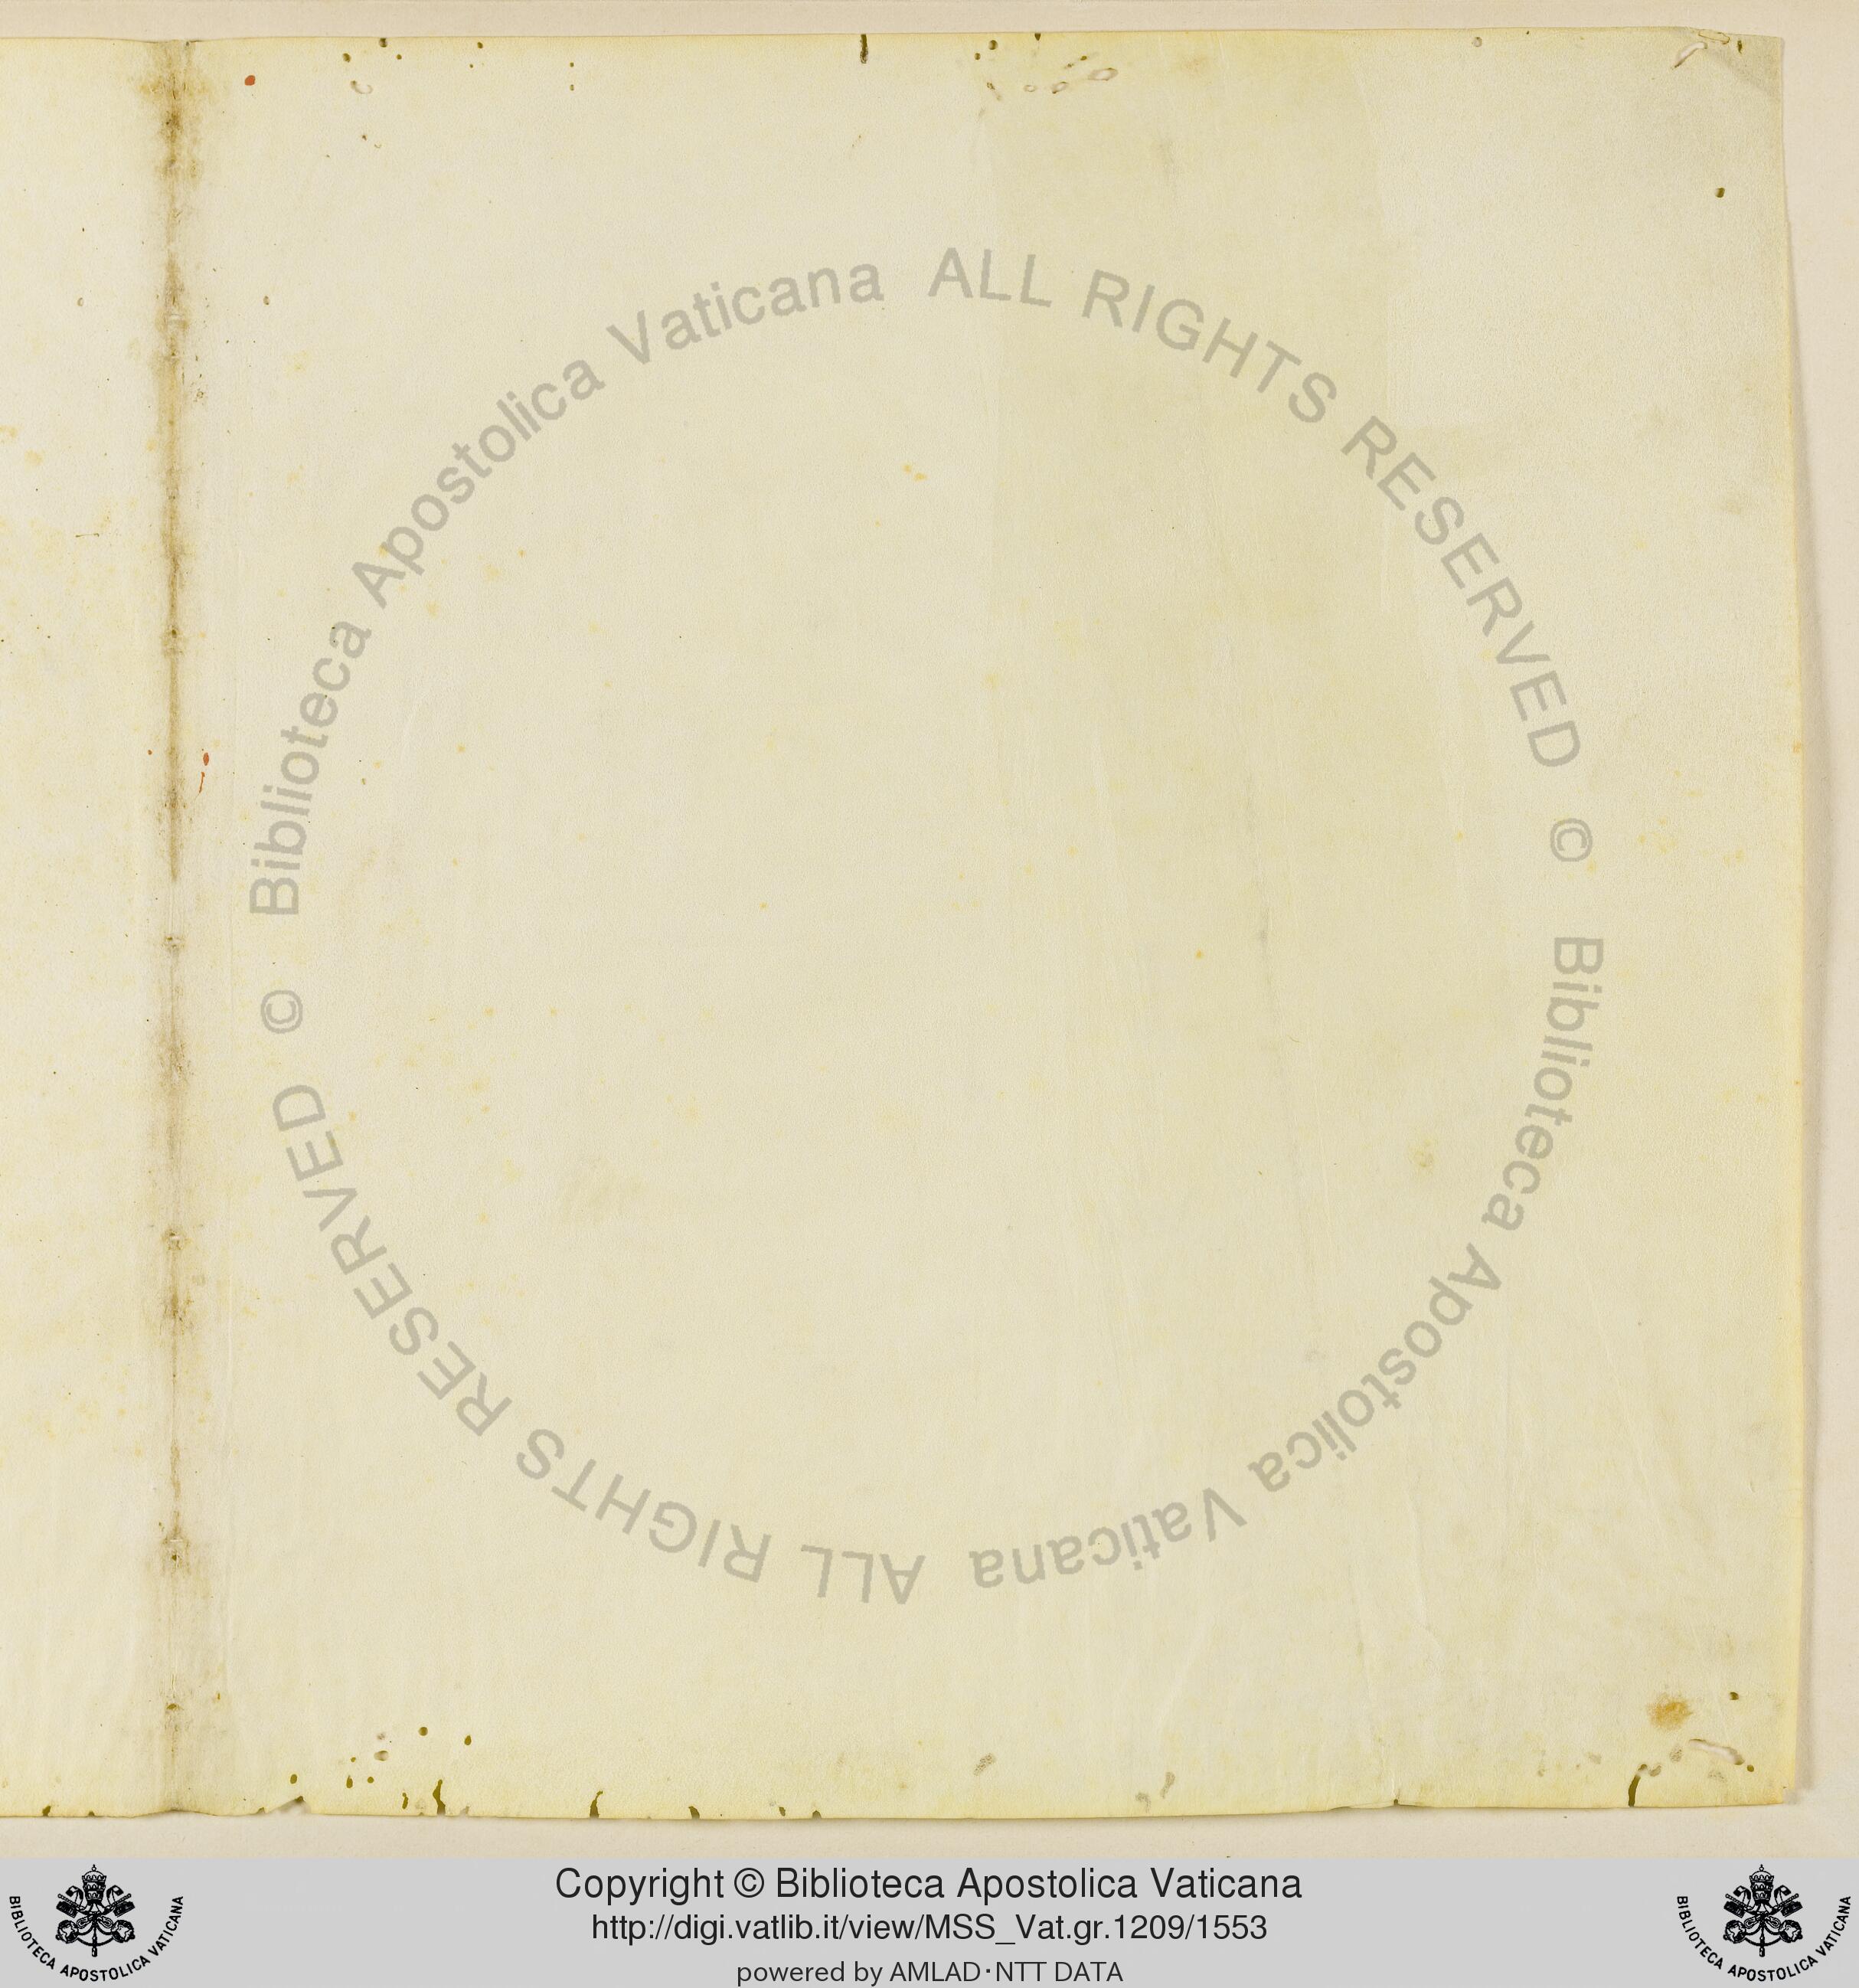 © Biblioteca Apostolica Vaticana ALL RIGHTS RESERVED
© Biblioteca Apostolica Vaticana ALL RIGHTS RESERVED
Copyright © Biblioteca Apostolica Vaticana
http://digi.vatlib.it/view/MSS_Vat.gr.1209/1553
powered by AMLAD·NTT DATA
BIBLIOTECA APOSTOLICA VATICANA
BIBLIOTECA APOSTOLICA VATICANA